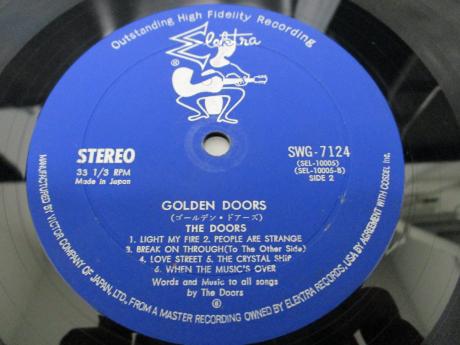 Outstanding High Fidelity Recording
Elektra
®
STEREO
33 1/3 RPM
Made in Japan
SWG-7124
(SEL-10005)
(SEL-10005-B)
SIDE 2
GOLDEN DOORS
(ゴールデン・ドアーズ)
THE DOORS
1. LIGHT MY FIRE 2. PEOPLE ARE STRANGE
3. BREAK ON THROUGH(To The Other Side)
4. LOVE STREET 5. THE CRYSTAL SHIP
6. WHEN THE MUSIC'S OVER
Words and Music to all songs
by The Doors
MANUFACTURED BY VICTOR COMPANY OF JAPAN, LTD., FROM A MASTER RECORDING OWNED BY ELEKTRA RECORDS, USA BY AGREEMENT WITH COSDEL Inc.